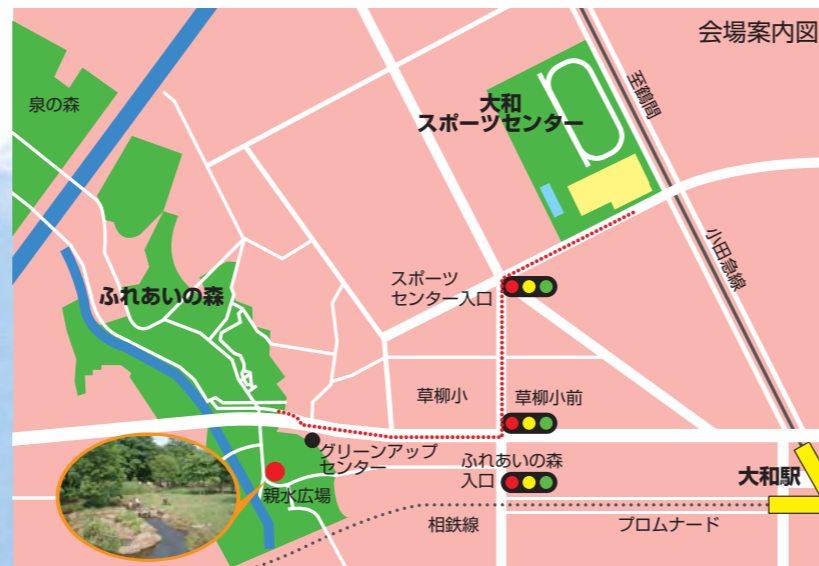 会場案内図
泉の森
大和
スポーツセンター
至鶴間
小田急線
ふれあいの森
スポーツ
センター入口
草柳小
草柳小前
グリーンアップ
センター
ふれあいの森
入口
大和駅
親水広場
相鉄線
プロムナード